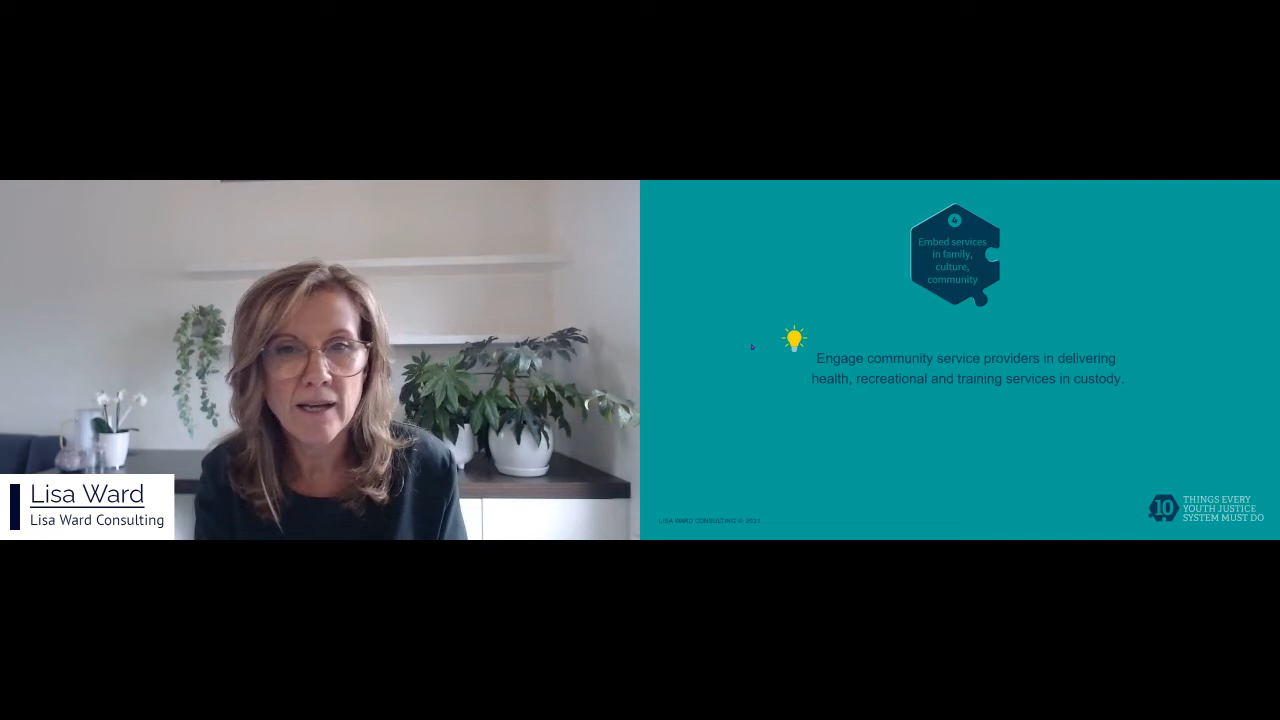 Lisa Ward
Lisa Ward Consulting
4
Embed services
in family,
culture,
community
Engage community service providers in delivering
health, recreational and training services in custody.
LISA WARD CONSULTING © 2021
10
THINGS EVERY
YOUTH JUSTICE
SYSTEM MUST DO